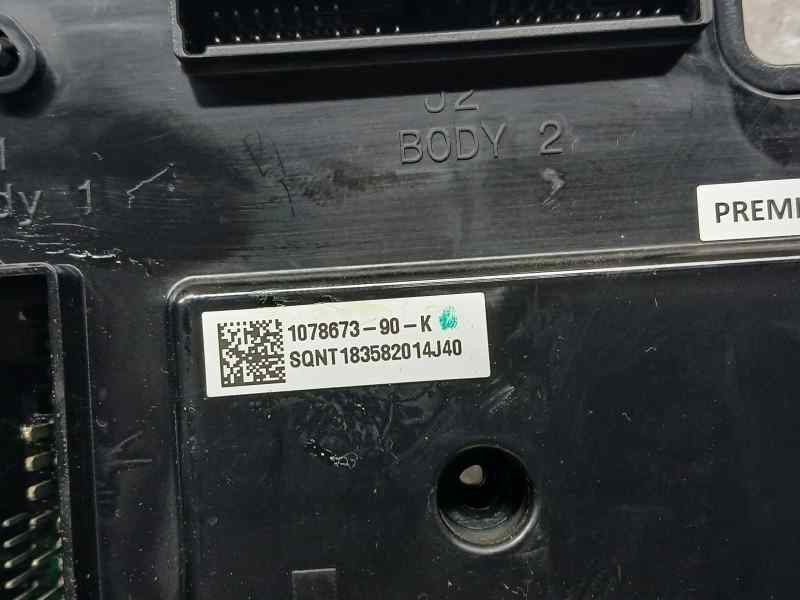 J2
BODY 2
dy 1
PREMI
1078673-90-K
SQNT183582014J40